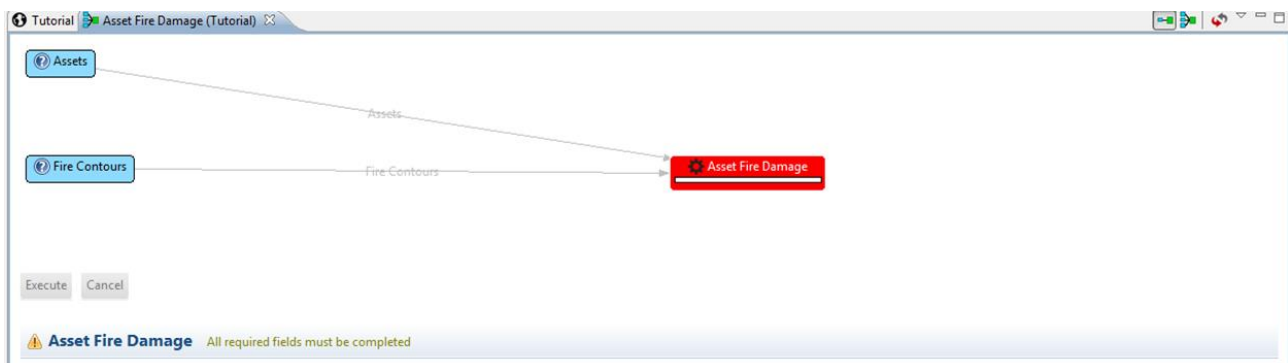 Tutorial Asset Fire Damage (Tutorial)
Assets
Assets
Fire Contours
Fire Contours
Asset Fire Damage
Execute Cancel
Asset Fire Damage All required fields must be completed